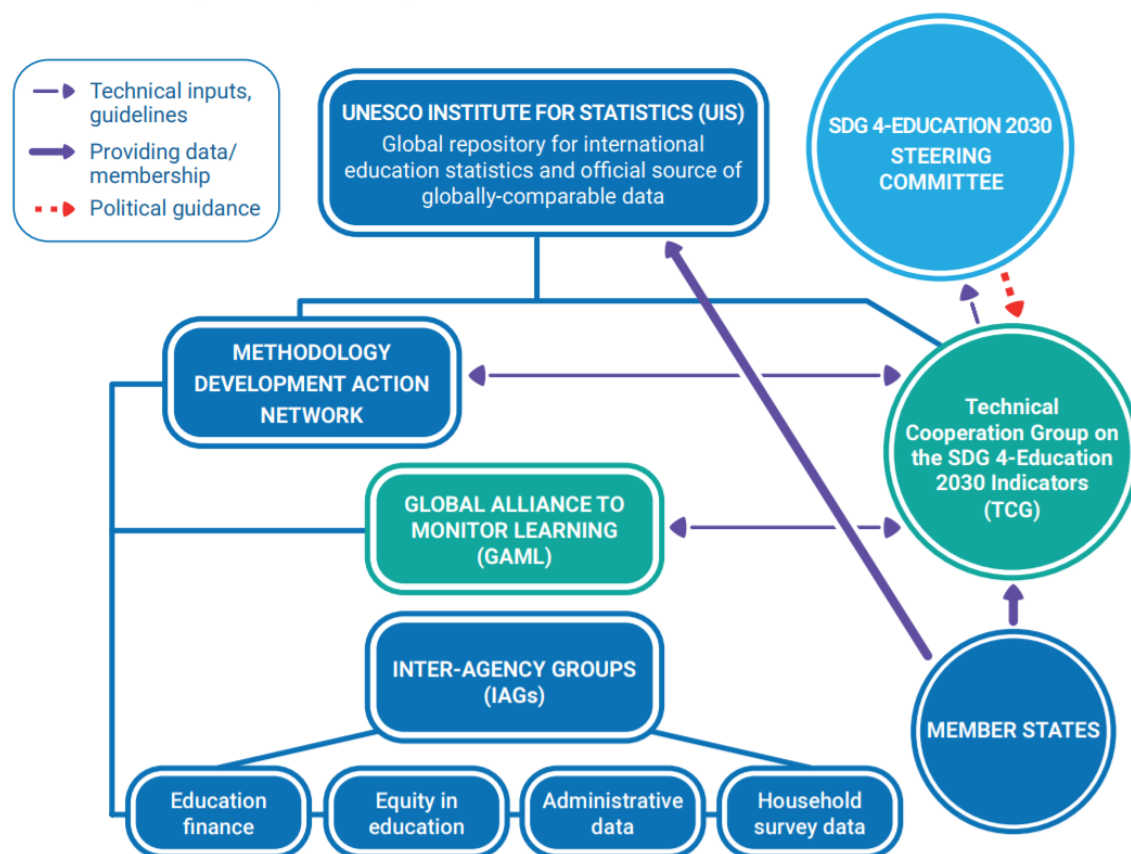 Technical inputs,
guidelines
Providing data/
membership
Political guidance
UNESCO INSTITUTE FOR STATISTICS (UIS)
Global repository for international
education statistics and official source of
globally-comparable data
SDG 4-EDUCATION 2030
STEERING
COMMITTEE
METHODOLOGY
DEVELOPMENT ACTION
NETWORK
Technical
Cooperation Group on
the SDG 4-Education
2030 Indicators
(TCG)
GLOBAL ALLIANCE TO
MONITOR LEARNING
(GAML)
INTER-AGENCY GROUPS
(IAGs)
MEMBER STATES
Education
finance
Equity in
education
Administrative
data
Household
survey data